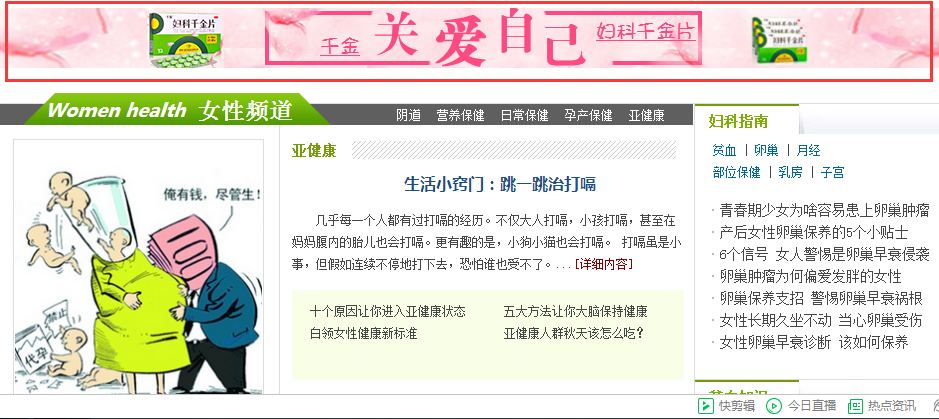 妇科千金片
千金 关爱自己 妇科千金片
妇科千金片
Women health 女性频道
阴道 营养保健 日常保健 孕产保健 亚健康
妇科指南
贫血 | 卵巢 | 月经
部位保健 | 乳房 | 子宫
亚健康
生活小窍门：跳一跳治打嗝
几乎每一个人都有过打嗝的经历。不仅大人打嗝，小孩打嗝，甚至在
妈妈腹内的胎儿也会打嗝。更有趣的是，小狗小猫也会打嗝。 打嗝虽是小
事，但假如连续不停地打下去，恐怕谁也受不了。...[详细内容]
十个原因让你进入亚健康状态 五大方法让你大脑保持健康
白领女性健康新标准 亚健康人群秋天该怎么吃?
俺有钱，尽管生！
禁止
代孕
· 青春期少女为啥容易患上卵巢肿瘤
· 产后女性卵巢保养的5个小贴士
· 6个信号 女人警惕是卵巢早衰侵袭
· 卵巢肿瘤为何偏爱发胖的女性
· 卵巢保养支招 警惕卵巢早衰祸根
· 女性长期久坐不动 当心卵巢受伤
· 女性卵巢早衰诊断 该如何保养
快剪辑 今日直播 热点资讯